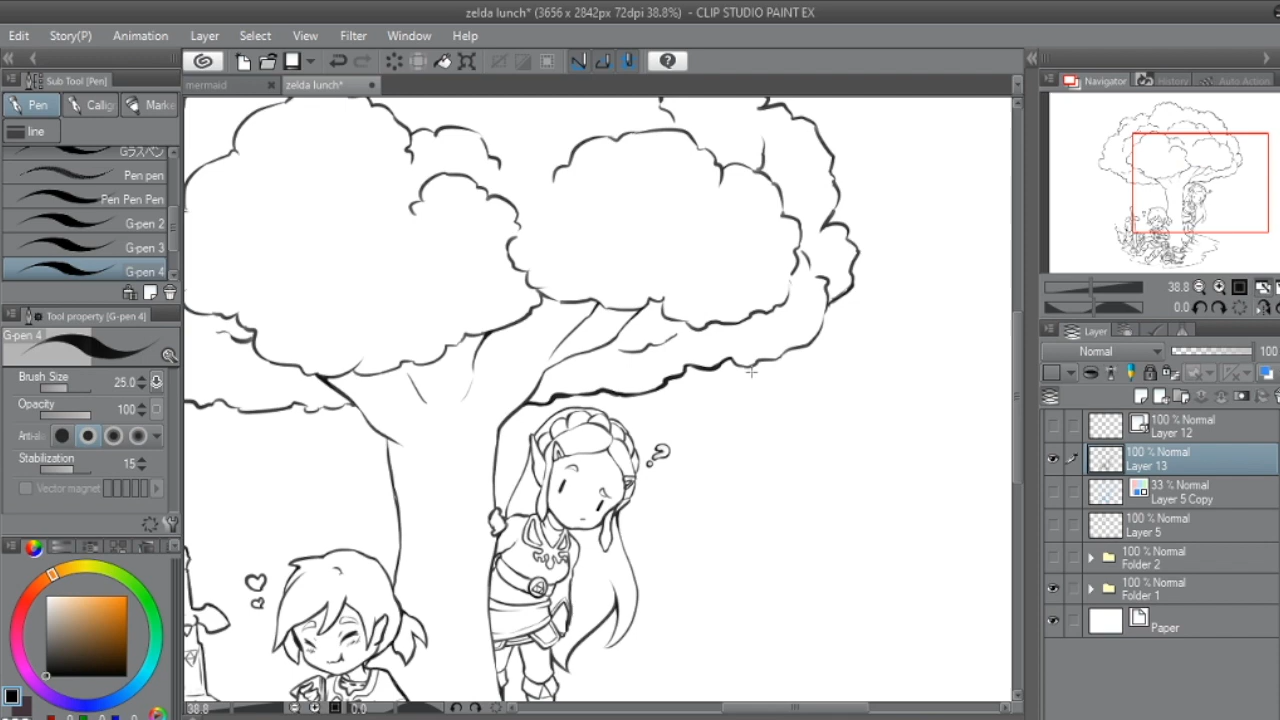 zelda lunch* (3656 x 2842px 72dpi 38.8%) - CLIP STUDIO PAINT EX
Edit Story(P) Animation Layer Select View Filter Window Help
Sub Tool [Pen]
mermaid
zelda lunch*
Navigator
History
Auto Action
Pen
Callig
Marke
line
Gラスペン
Pen pen
Pen Pen Pen
G-pen 2
G-pen 3
G-pen 4
Tool property [G-pen 4]
G-pen 4
Brush Size 25.0
Opacity 100
Anti-ali
Stabilization 15
Vector magnet
38.8
0.0
Layer
Normal 100
100 % Normal
Layer 12
100 % Normal
Layer 13
33 % Normal
Layer 5 Copy
100 % Normal
Layer 5
100 % Normal
Folder 2
100 % Normal
Folder 1
Paper
?
38.8 0.0